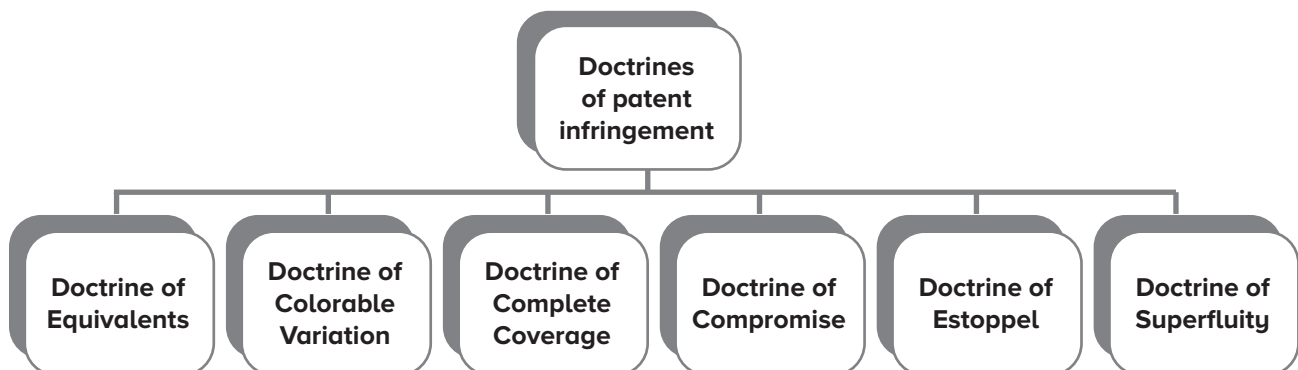 Doctrines
of patent
infringement
Doctrine of
Equivalents
Doctrine of
Colorable
Variation
Doctrine of
Complete
Coverage
Doctrine of
Compromise
Doctrine of
Estoppel
Doctrine of
Superfluity